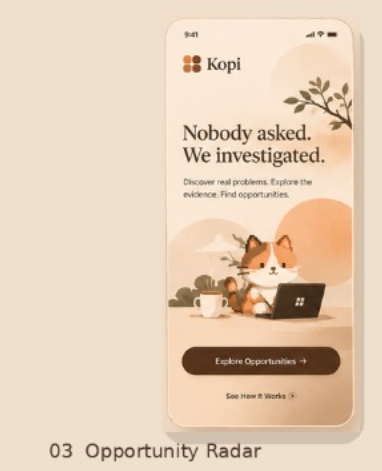 9:41
Kopi
Nobody asked.
We investigated.
Discover real problems. Explore the
evidence. Find opportunities.
Explore Opportunities →
See How It Works
03 Opportunity Radar